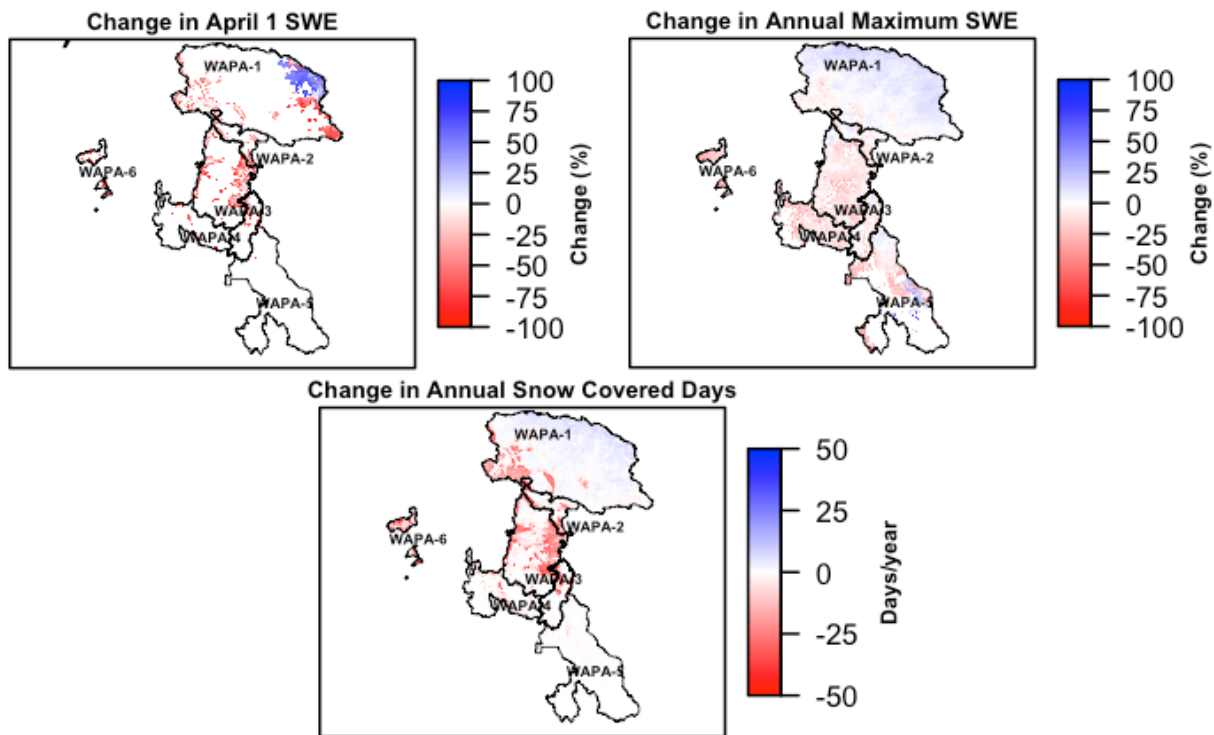 Change in April 1 SWE
WAPA-1
WAPA-2
WAPA-6
WAPA-3
WAPA-4
WAPA-5
100
75
50
25
0
-25
-50
-75
-100
Change (%)
Change in Annual Maximum SWE
WAPA-1
WAPA-2
WAPA-6
WAPA-3
WAPA-4
WAPA-5
100
75
50
25
0
-25
-50
-75
-100
Change (%)
Change in Annual Snow Covered Days
WAPA-1
WAPA-2
WAPA-6
WAPA-3
WAPA-4
WAPA-5
50
25
0
-25
-50
Days/year